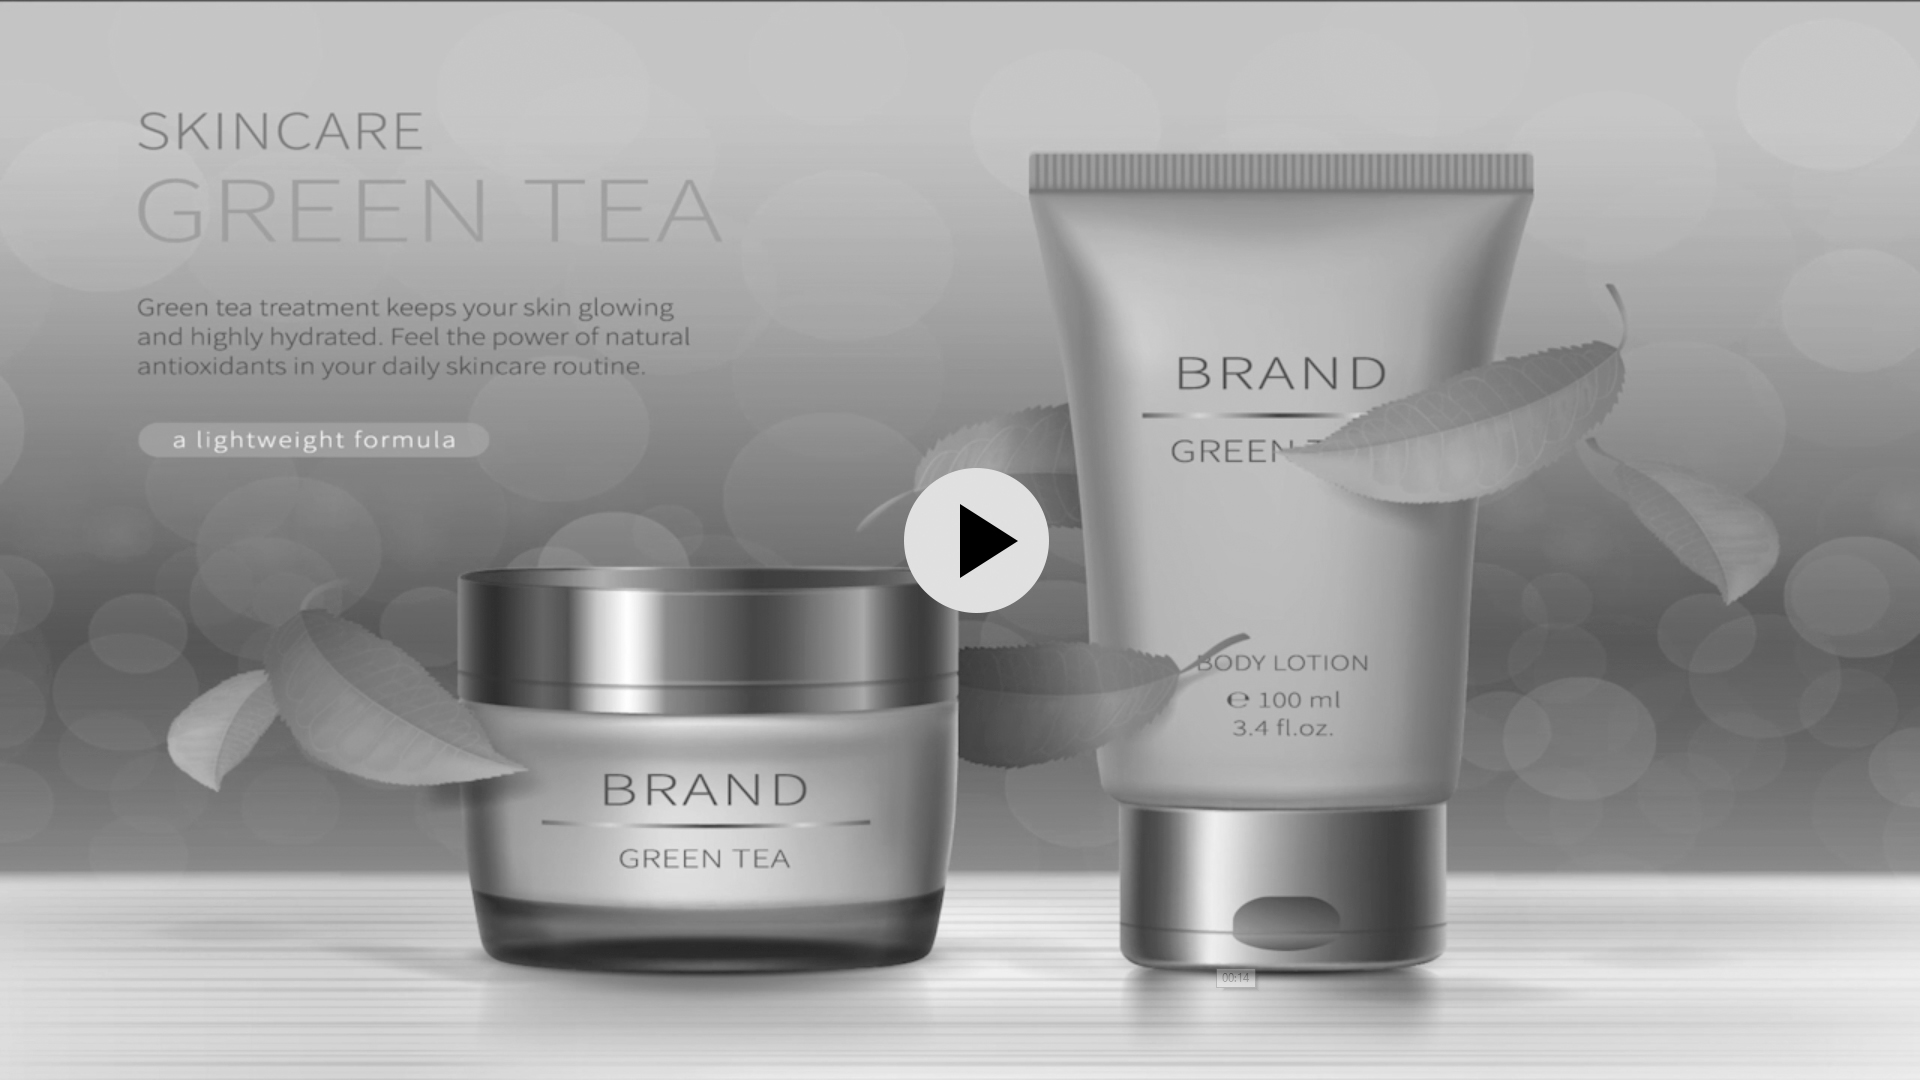 SKINCARE
GREEN TEA
Green tea treatment keeps your skin glowing
and highly hydrated. Feel the power of natural
antioxidants in your daily skincare routine.
a lightweight formula
BRAND
GREEN
BODY LOTION
℮ 100 ml
3.4 fl.oz.
BRAND
GREEN TEA
00:14